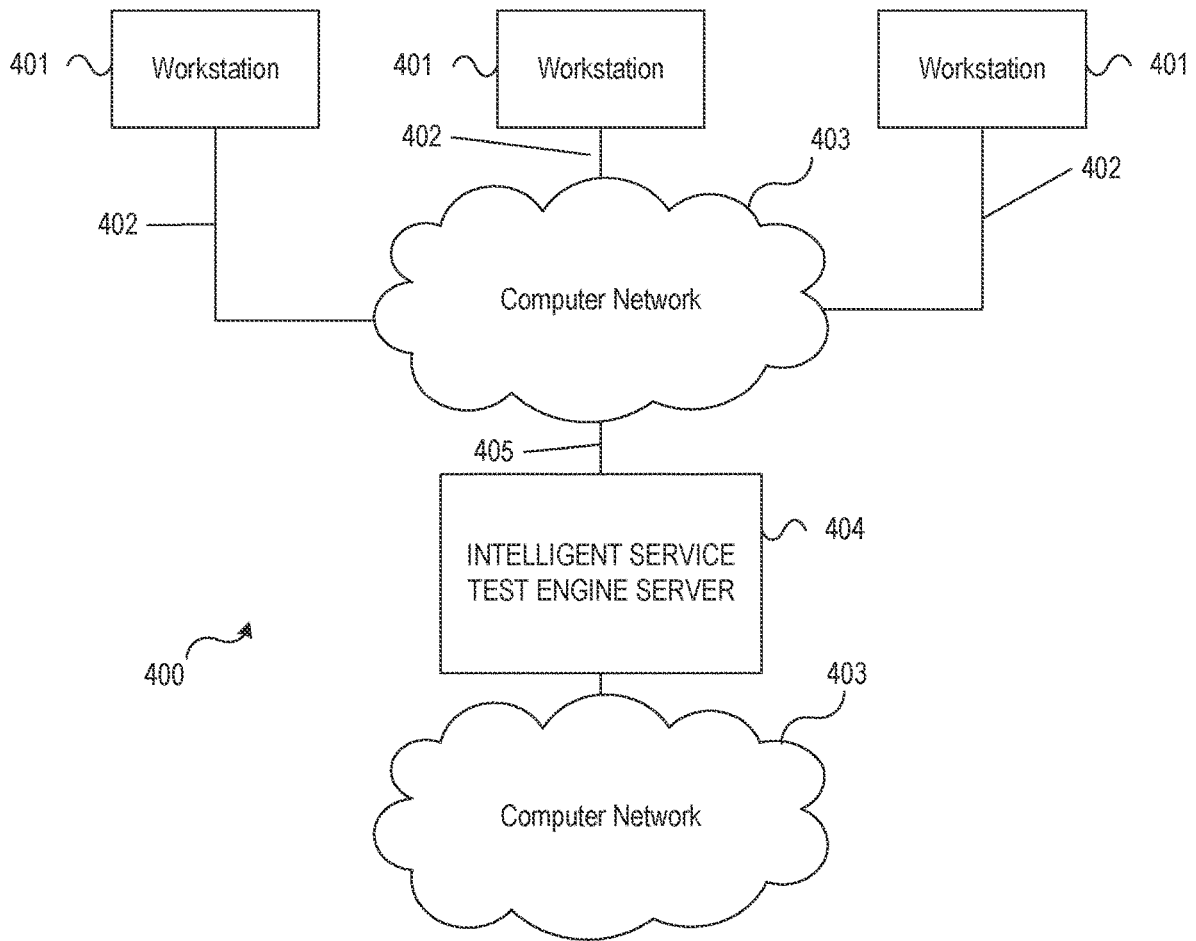 401
Workstation
401
Workstation
Workstation
401
402
403
402
402
Computer Network
405
INTELLIGENT SERVICE
TEST ENGINE SERVER
404
400
403
Computer Network